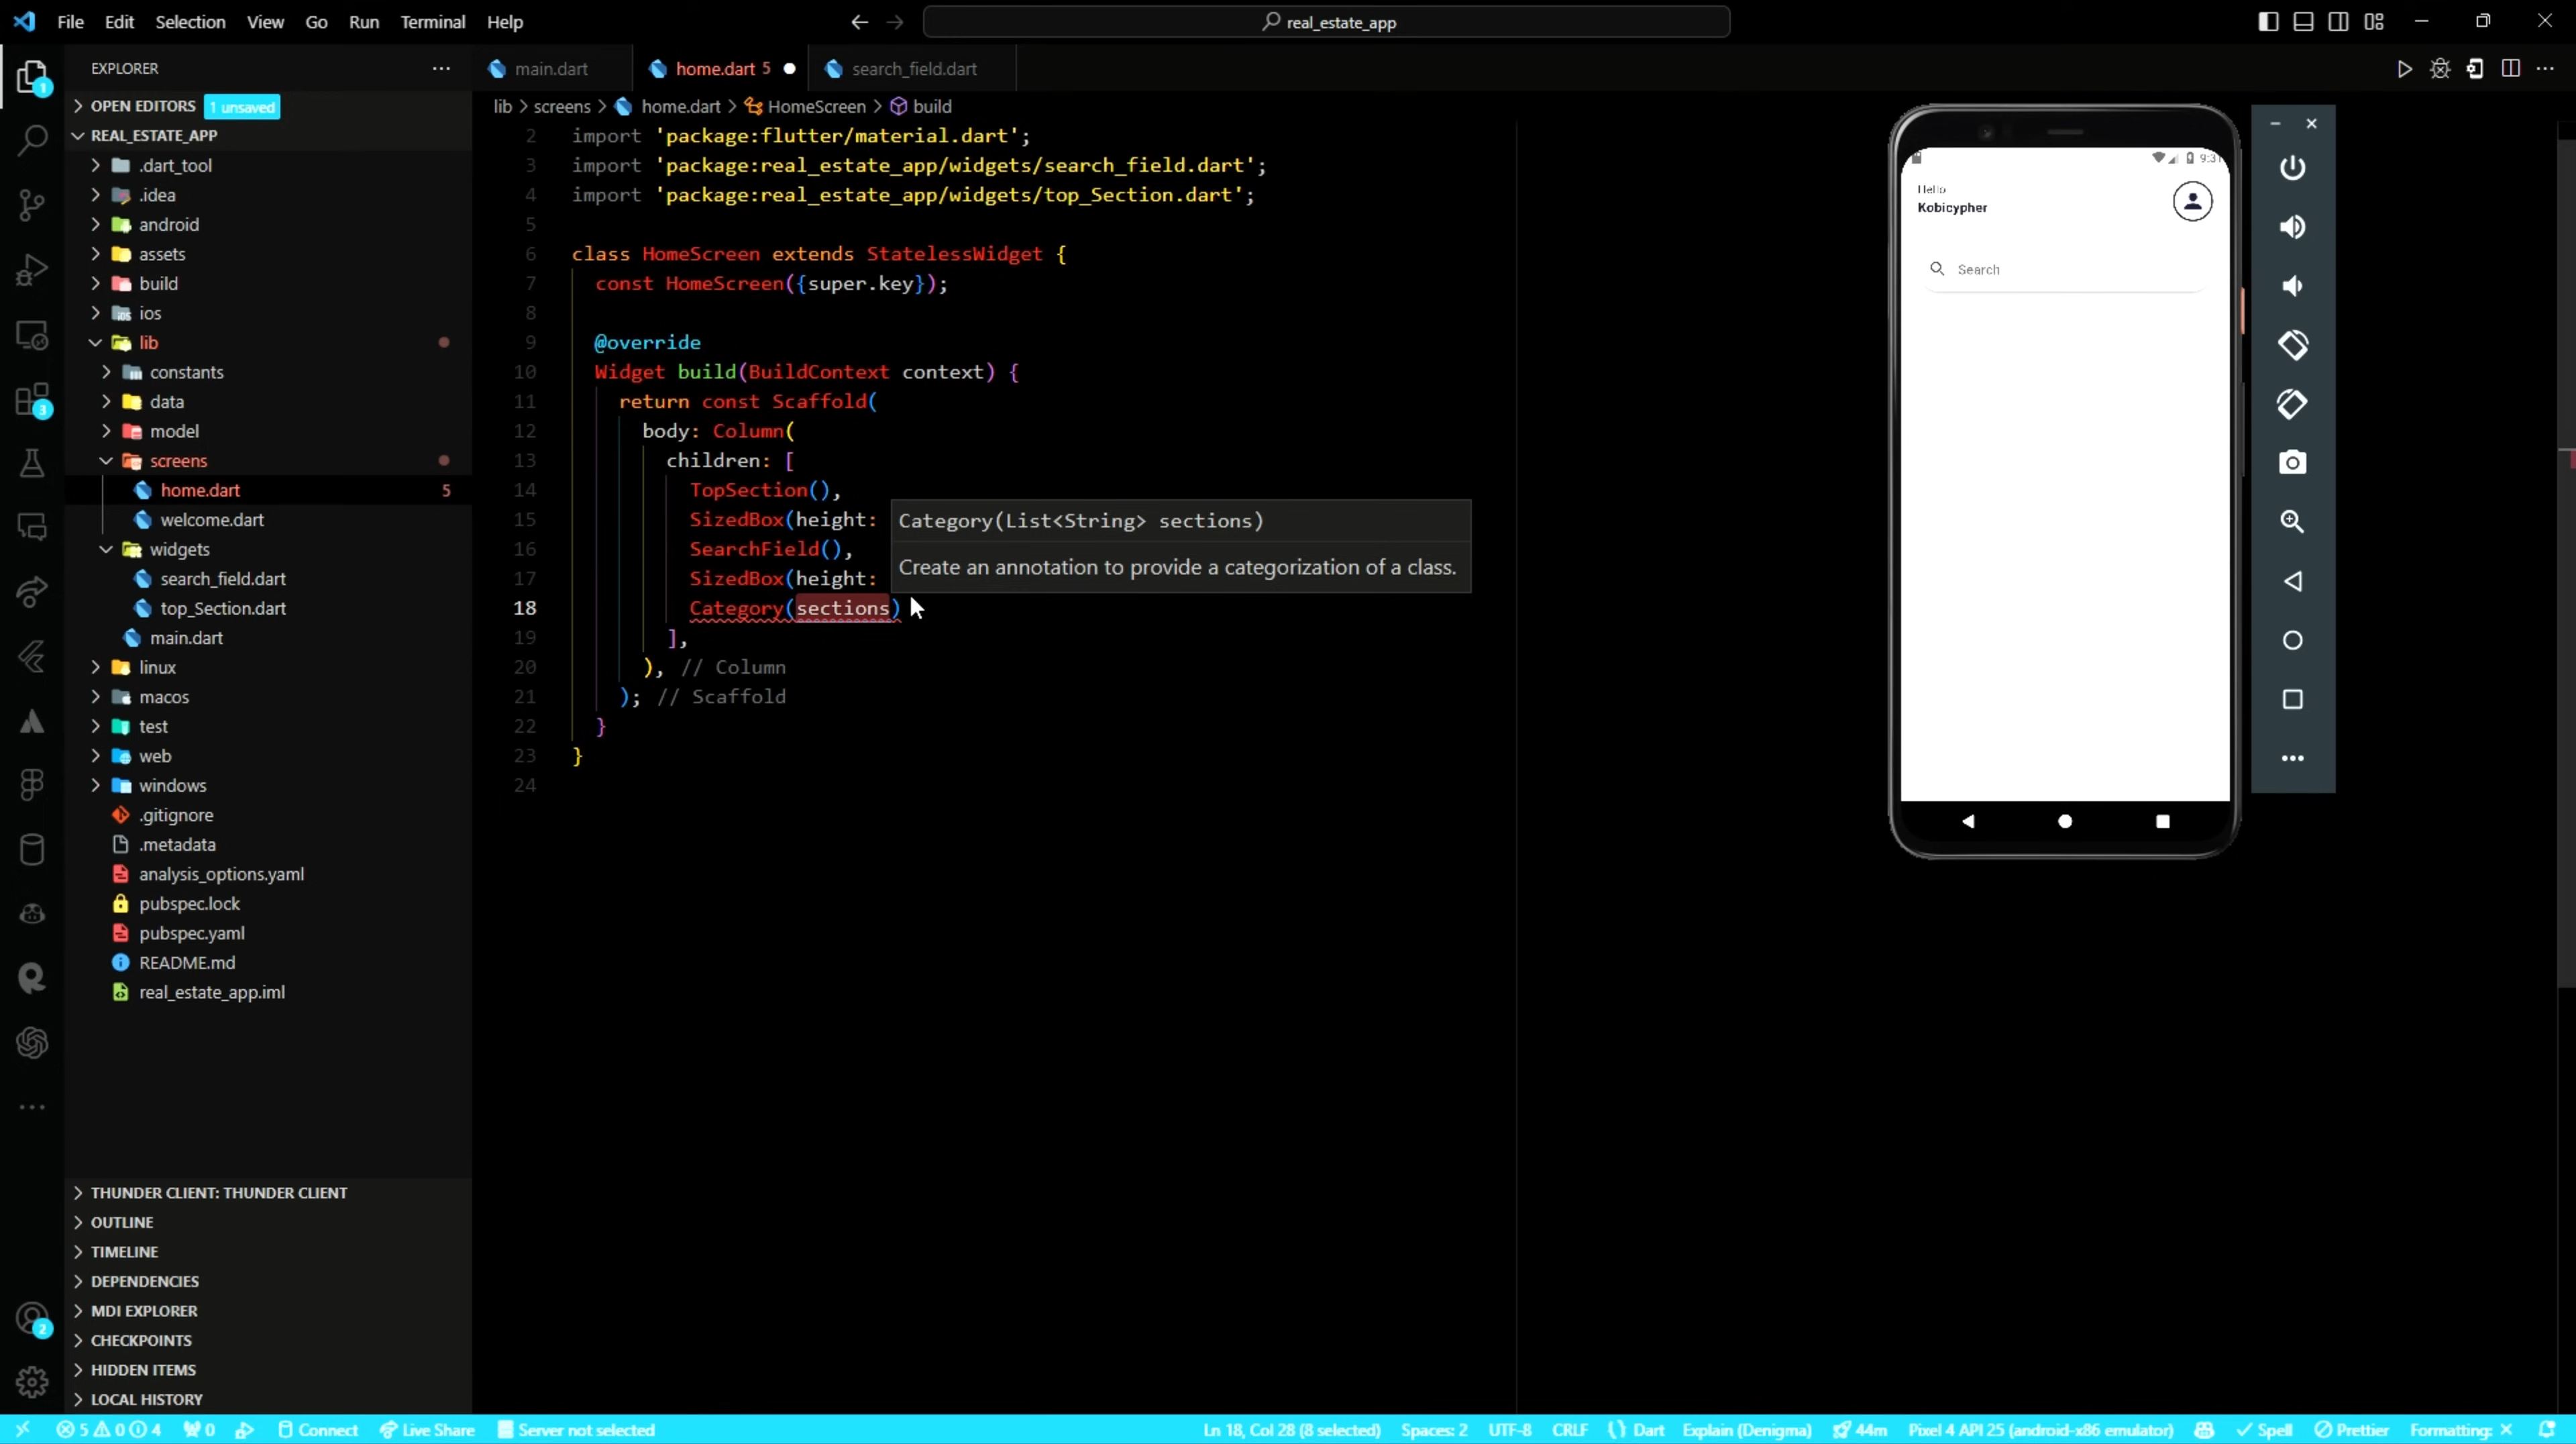 File Edit Selection View Go Run Terminal Help
real_estate_app
EXPLORER
main.dart
home.dart 5
search_field.dart
OPEN EDITORS 1 unsaved
lib > screens > home.dart > HomeScreen > build
REAL_ESTATE_APP
.dart_tool
.idea
android
assets
build
ios
lib
constants
data
model
screens
home.dart 5
welcome.dart
widgets
search_field.dart
top_Section.dart
main.dart
linux
macos
test
web
windows
.gitignore
.metadata
analysis_options.yaml
pubspec.lock
pubspec.yaml
README.md
real_estate_app.iml
THUNDER CLIENT: THUNDER CLIENT
OUTLINE
TIMELINE
DEPENDENCIES
MDI EXPLORER
CHECKPOINTS
HIDDEN ITEMS
LOCAL HISTORY
1
3
2
2 import 'package:flutter/material.dart';
3 import 'package:real_estate_app/widgets/search_field.dart';
4 import 'package:real_estate_app/widgets/top_Section.dart';
5
6 class HomeScreen extends StatelessWidget {
7 const HomeScreen({super.key});
8
9 @override
10 Widget build(BuildContext context) {
11 return const Scaffold(
12 body: Column(
13 children: [
14 TopSection(),
15 SizedBox(height:
16 SearchField(),
17 SizedBox(height:
18 Category(sections)
19 ],
20 ), // Column
21 ); // Scaffold
22 }
23 }
24
Category(List<String> sections)
Create an annotation to provide a categorization of a class.
9:31
Hello
Kobicypher
Search
5 0 4 0 Connect Live Share Server not selected Ln 18, Col 28 (8 selected) Spaces: 2 UTF-8 CRLF {} Dart Explain (Denigma) 44m Pixel 4 API 25 (android-x86 emulator) Spell Prettier Formatting: ×